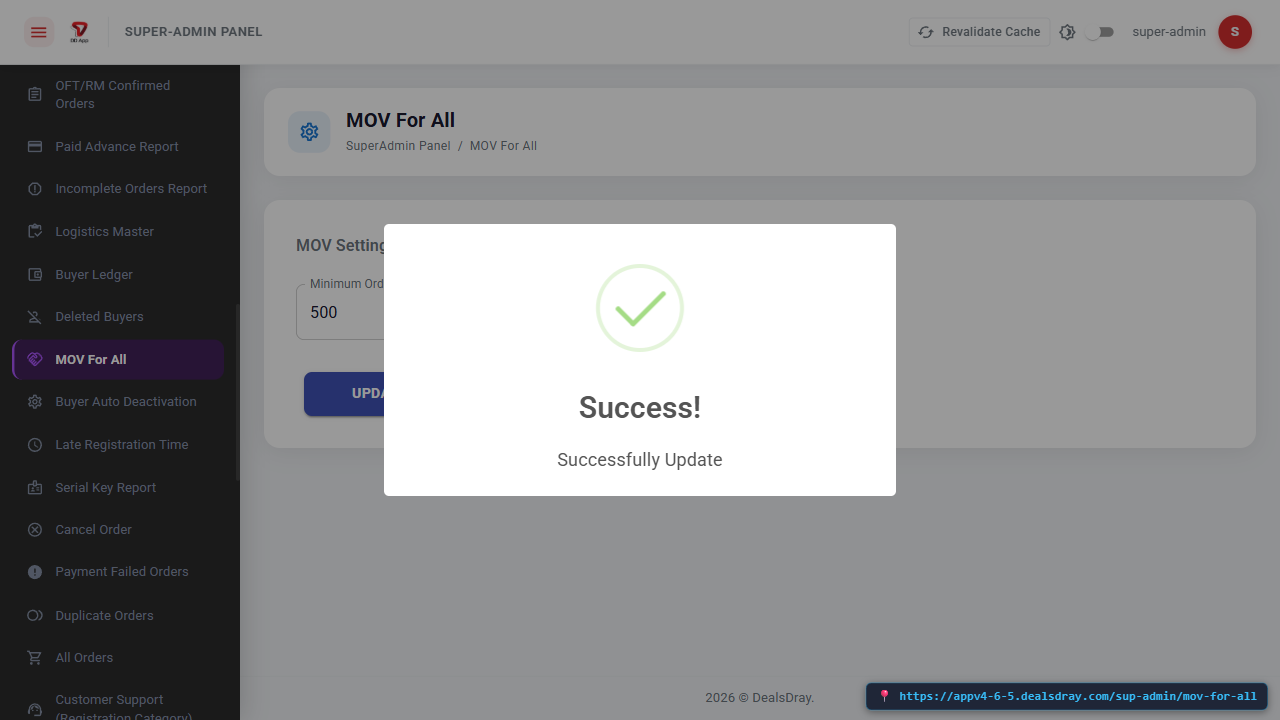 DD App
SUPER-ADMIN PANEL
Revalidate Cache
super-admin
S
OFT/RM Confirmed
Orders
Paid Advance Report
Incomplete Orders Report
Logistics Master
Buyer Ledger
Deleted Buyers
MOV For All
Buyer Auto Deactivation
Late Registration Time
Serial Key Report
Cancel Order
Payment Failed Orders
Duplicate Orders
All Orders
Customer Support
(Registration Category)
MOV For All
SuperAdmin Panel / MOV For All
MOV Setting
Minimum Ord
500
UPDA
Success!
Successfully Update
2026 © DealsDray.
https://appv4-6-5.dealsdray.com/sup-admin/mov-for-all